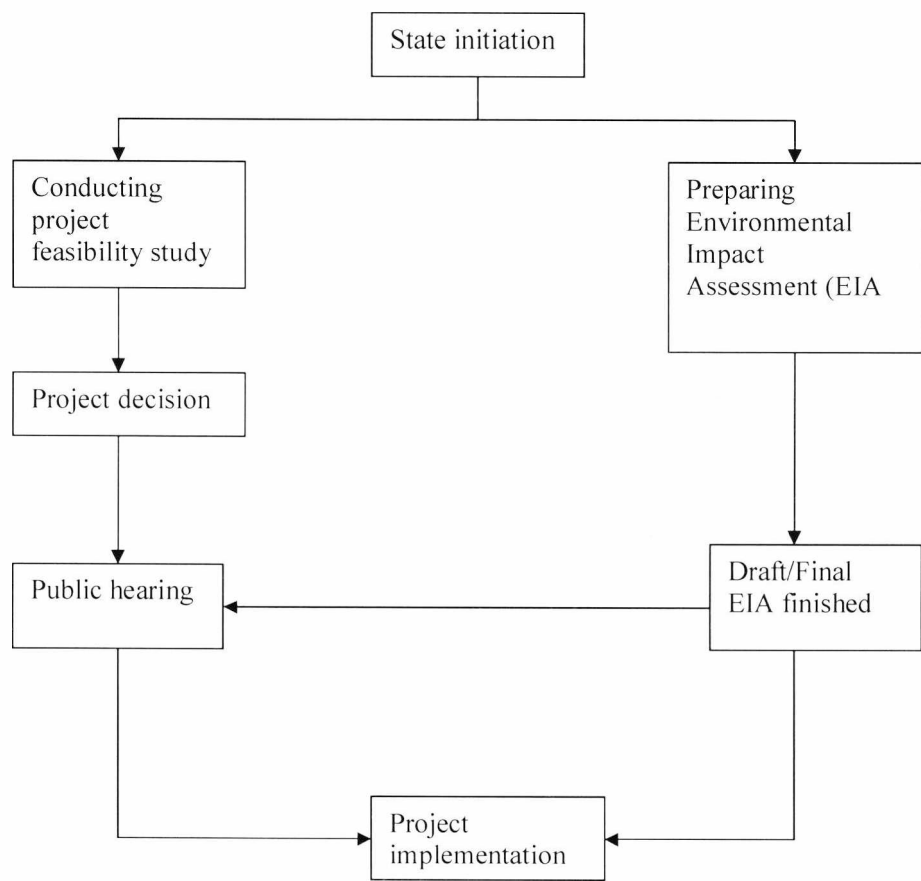 State initiation
Conducting
project
feasibility study
Preparing
Environmental
Impact
Assessment (EIA
Project decision
Public hearing
Draft/Final
EIA finished
Project
implementation